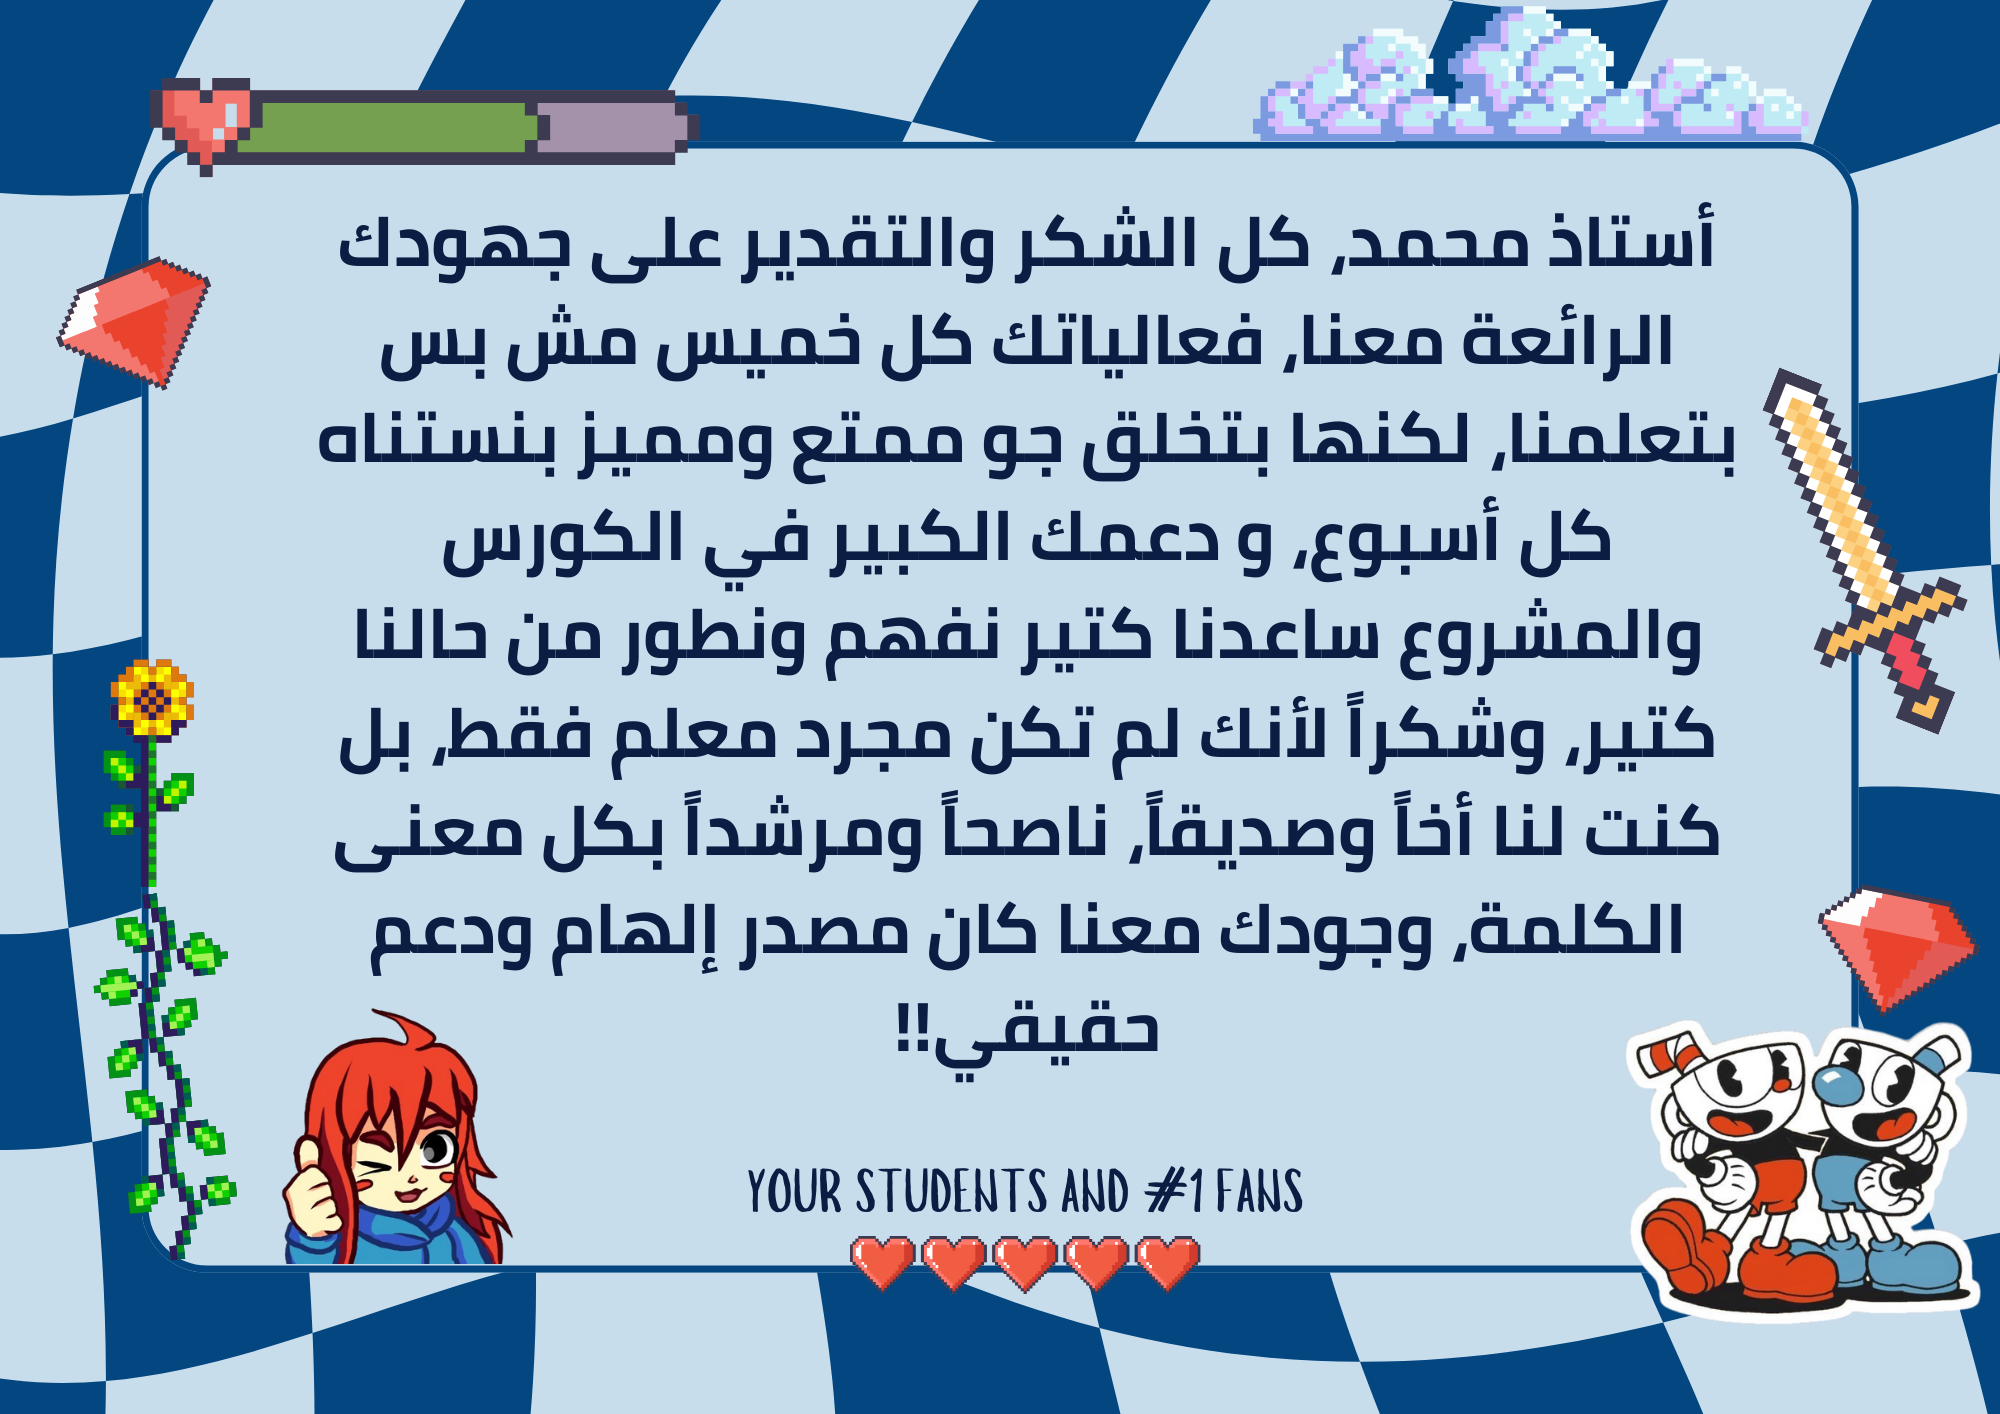 أستاذ محمد، كل الشكر والتقدير على جهودك
الرائعة معنا، فعالياتك كل خميس مش بس
بتعلمنا، لكنها بتخلق جو ممتع ومميز بنستناه
كل أسبوع، و دعمك الكبير في الكورس
والمشروع ساعدنا كتير نفهم ونطور من حالنا
كتير، وشكراً لأنك لم تكن مجرد معلم فقط، بل
كنت لنا أخاً وصديقاً، ناصحاً ومرشداً بكل معنى
الكلمة، وجودك معنا كان مصدر إلهام ودعم
حقيقي!!
YOUR STUDENTS AND #1 FANS